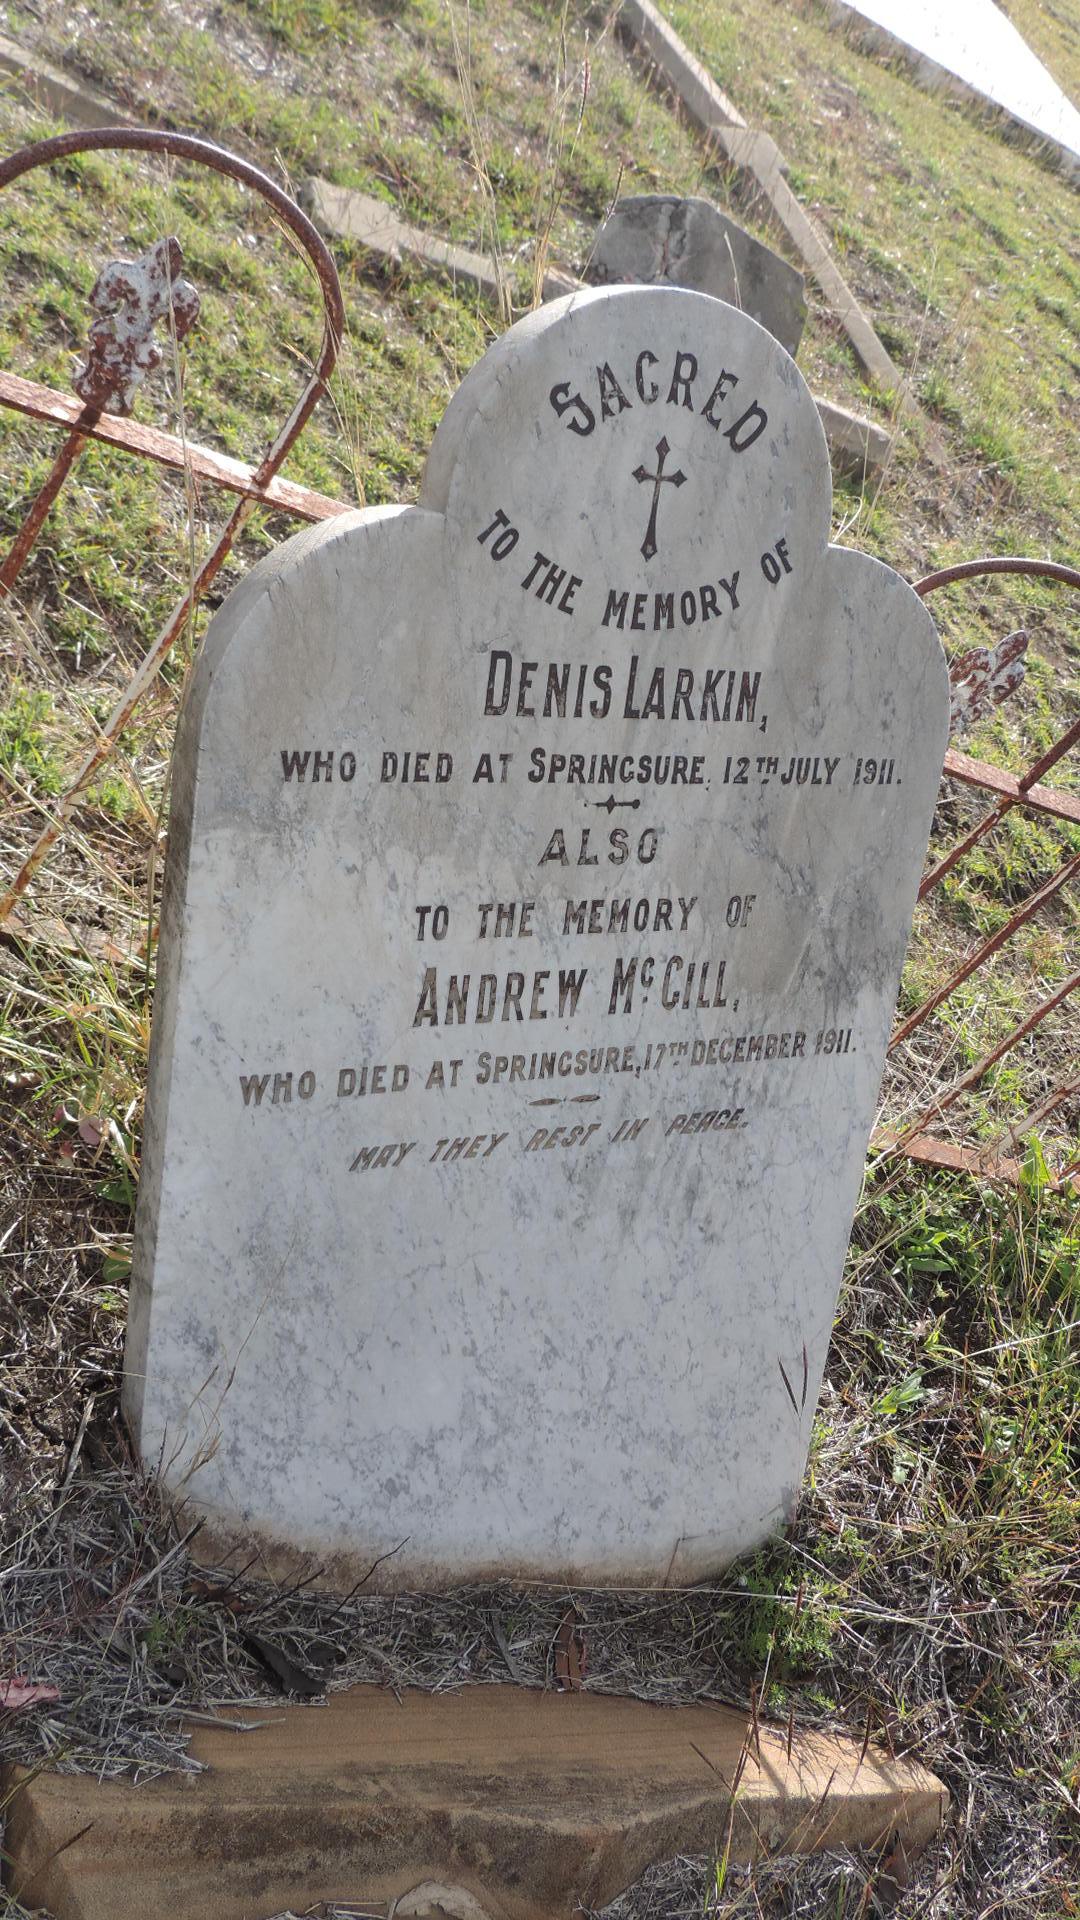 SACRED
TO THE MEMORY OF
DENIS LARKIN,
WHO DIED AT SPRINGSURE. 12TH JULY 1911.
ALSO
TO THE MEMORY OF
ANDREW McGILL,
WHO DIED AT SPRINGSURE, 17TH DECEMBER 1911.
MAY THEY REST IN PEACE.